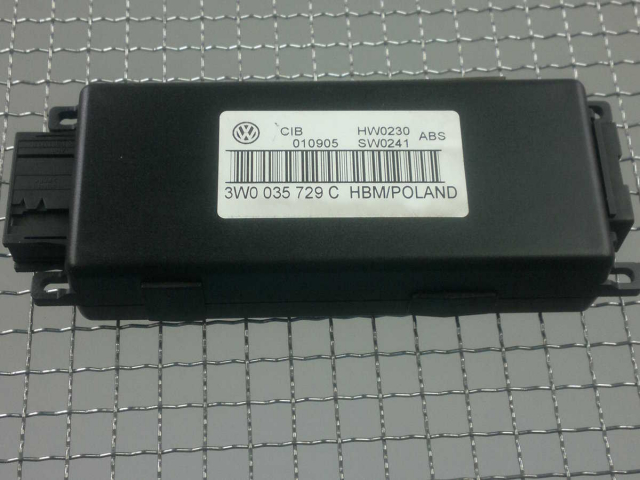 CIB HW0230 ABS
010905 SW0241
3W0 035 729 C HBM/POLAND